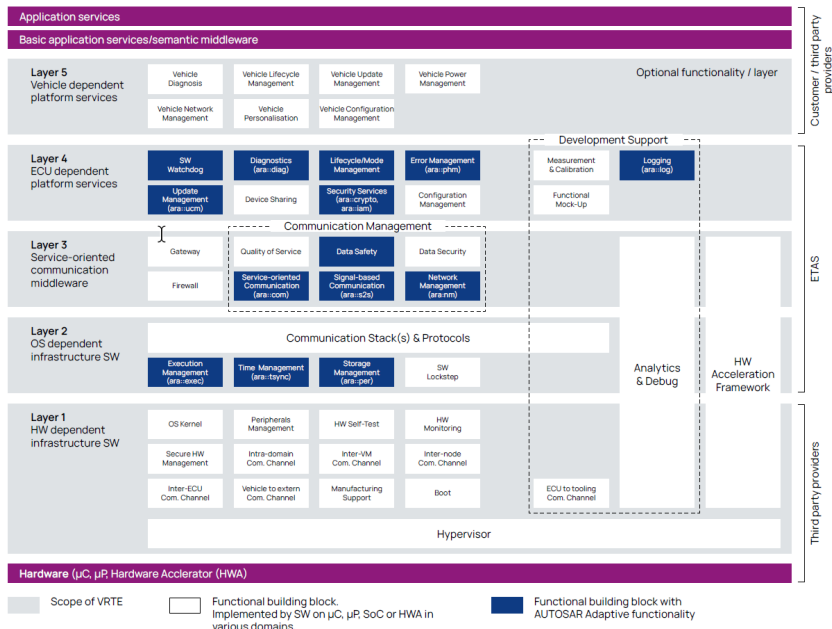 Application services
Basic application services/semantic middleware
Customer / third party
providers
Layer 5
Vehicle dependent
platform services
Vehicle
Diagnosis
Vehicle Lifecycle
Management
Vehicle Update
Management
Vehicle Power
Management
Optional functionality / layer
Vehicle Network
Management
Vehicle
Personalisation
Vehicle Configuration
Management
Development Support
Layer 4
ECU dependent
platform services
SW
Watchdog
Diagnostics
(ara::diag)
Lifecycle/Mode
Management
Error Management
(ara::phm)
Measurement
& Calibration
Logging
(ara::log)
Update
Management
(ara::ucm)
Device Sharing
Security Services
(ara::crypto,
ara::iam)
Configuration
Management
Functional
Mock-Up
Communication Management
Layer 3
Service-oriented
communication
middleware
Gateway
Quality of Service
Data Safety
Data Security
Firewall
Service-oriented
Communication
(ara::com)
Signal-based
Communication
(ara::s2s)
Network
Management
(ara:nm)
ETAS
Layer 2
OS dependent
infrastructure SW
Communication Stack(s) & Protocols
Execution
Management
(ara::exec)
Time Management
(ara::tsync)
Storage
Management
(ara::per)
SW
Lockstep
Analytics
& Debug
HW
Acceleration
Framework
Layer 1
HW dependent
infrastructure SW
OS Kernel
Peripherals
Management
HW Self-Test
HW
Monitoring
Secure HW
Management
Intra-domain
Com. Channel
Inter-VM
Com. Channel
Inter-node
Com. Channel
Inter-ECU
Com. Channel
Vehicle to extern
Com. Channel
Manufacturing
Support
Boot
ECU to tooling
Com. Channel
Hypervisor
Third party providers
Hardware (µC, µP, Hardware Acclerator (HWA)
Scope of VRTE
Functional building block.
Implemented by SW on µC, µP, SoC or HWA in
various domains
Functional building block with
AUTOSAR Adaptive functionality